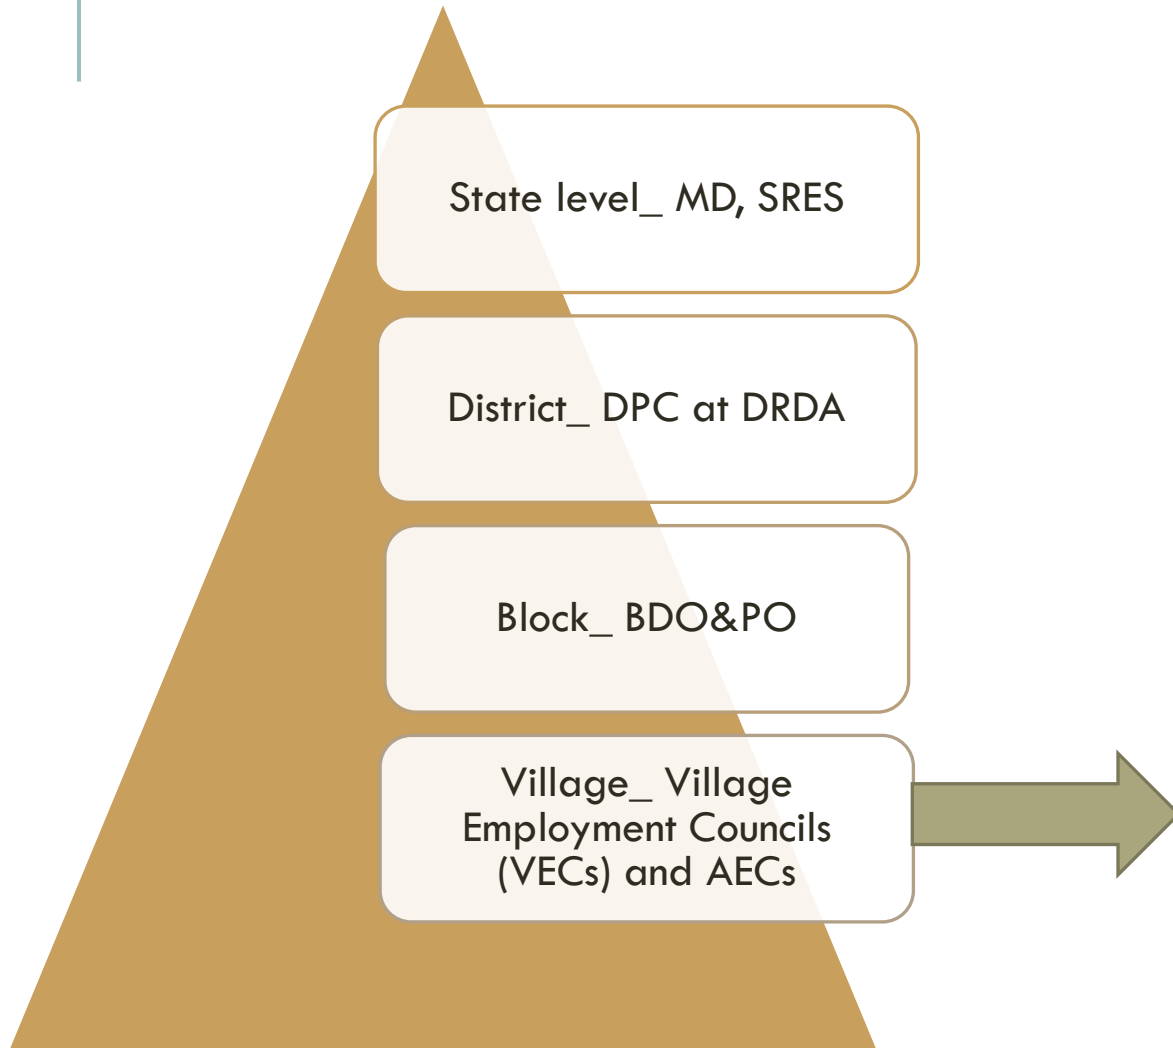 State level_ MD, SRES
District_ DPC at DRDA
Block_ BDO&PO
Village_ Village
Employment Councils
(VECs) and AECs